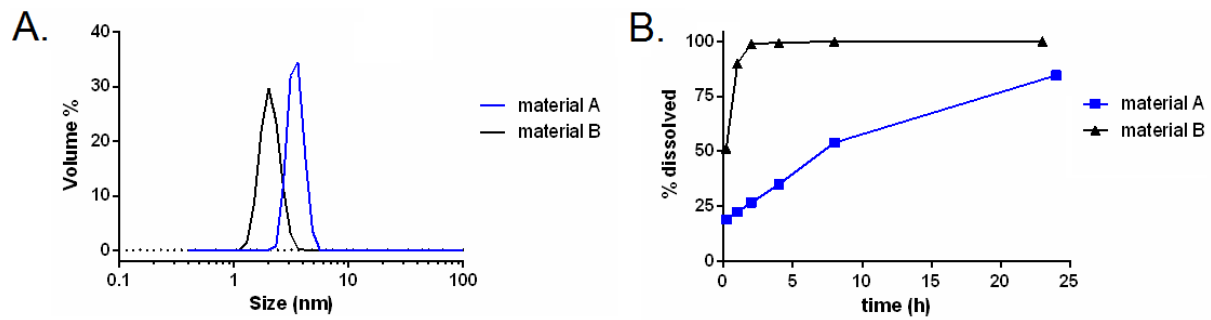 A.
40
30
20
10
0
Volume %
0.1 1 10 100
Size (nm)
material A
material B
B.
100
75
50
25
0
% dissolved
0 5 10 15 20 25
time (h)
material A
material B